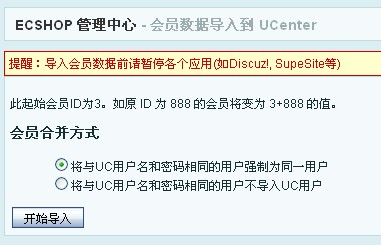 ECSHOP 管理中心 - 会员数据导入到 UCenter
提醒：导入会员数据前请暂停各个应用(如Discuz!, SupeSite等)
此起始会员ID为3。如原 ID 为 888 的会员将变为 3+888 的值。
会员合并方式
将与UC用户名和密码相同的用户强制为同一用户
将与UC用户名和密码相同的用户不导入UC用户
开始导入